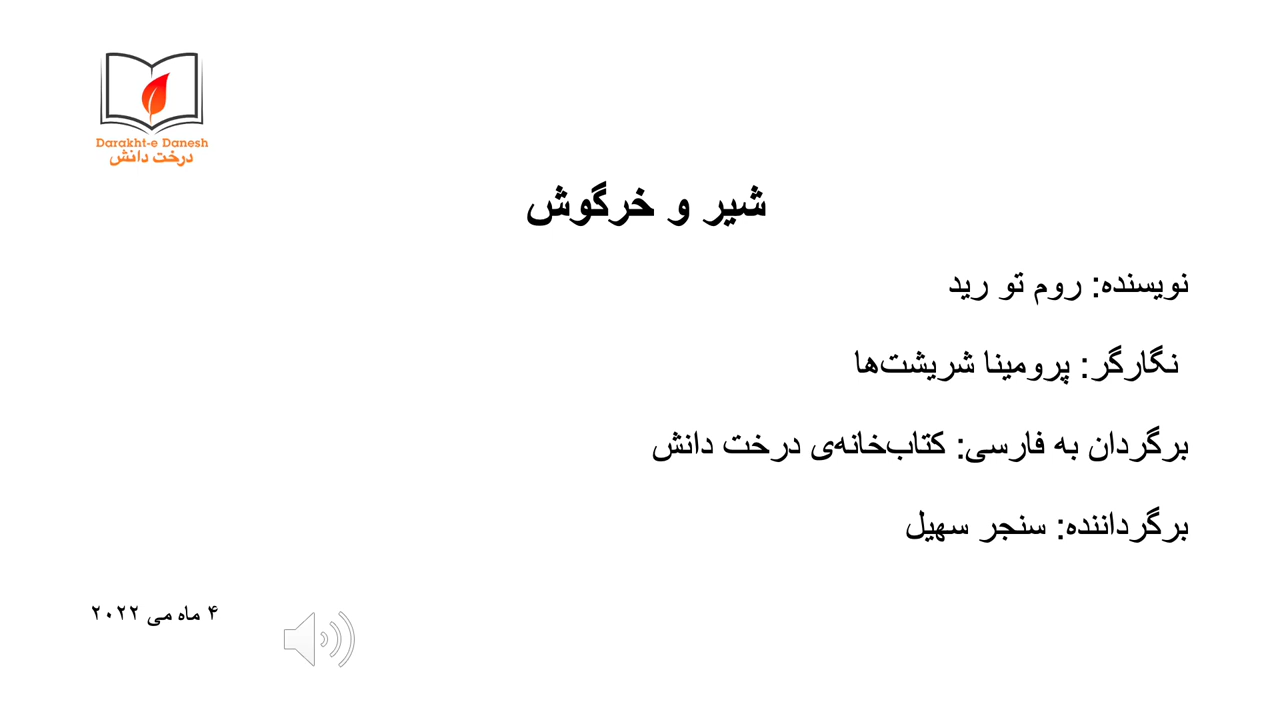 Darakht-e Danesh
درخت دانش
شیر و خرگوش
نویسنده: روم تو رید
نگارگر: پرومینا شریشت‌ها
برگردان به فارسی: کتاب‌خانه‌ی درخت دانش
برگرداننده: سنجر سهیل
۴ ماه می ۲۰۲۲